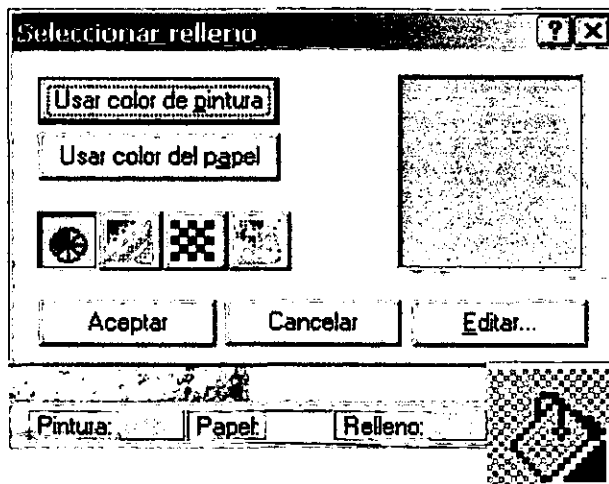 Seleccionar relleno
Usar color de pintura
Usar color del papel
Aceptar Cancelar Editar...
Pintura: Papel: Relleno: